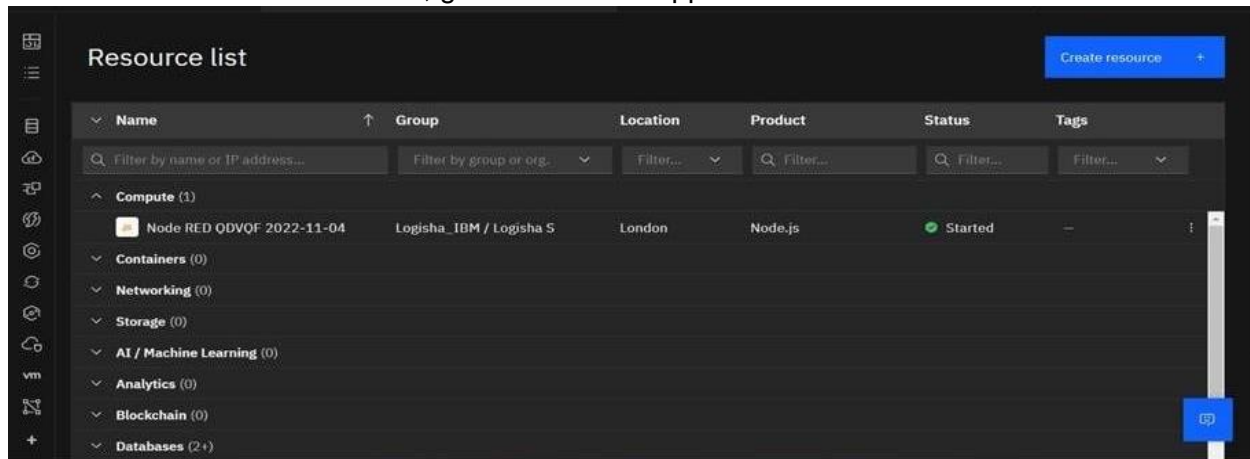 Resource list
Create resource +
Name Group Location Product Status Tags
Filter by name or IP address... Filter by group or org. Filter... Filter... Filter... Filter...
Compute (1)
Node RED QDVQF 2022-11-04 Logisha_IBM / Logisha S London Node.js Started –
Containers (0)
Networking (0)
Storage (0)
AI / Machine Learning (0)
Analytics (0)
Blockchain (0)
vm
Databases (2+)